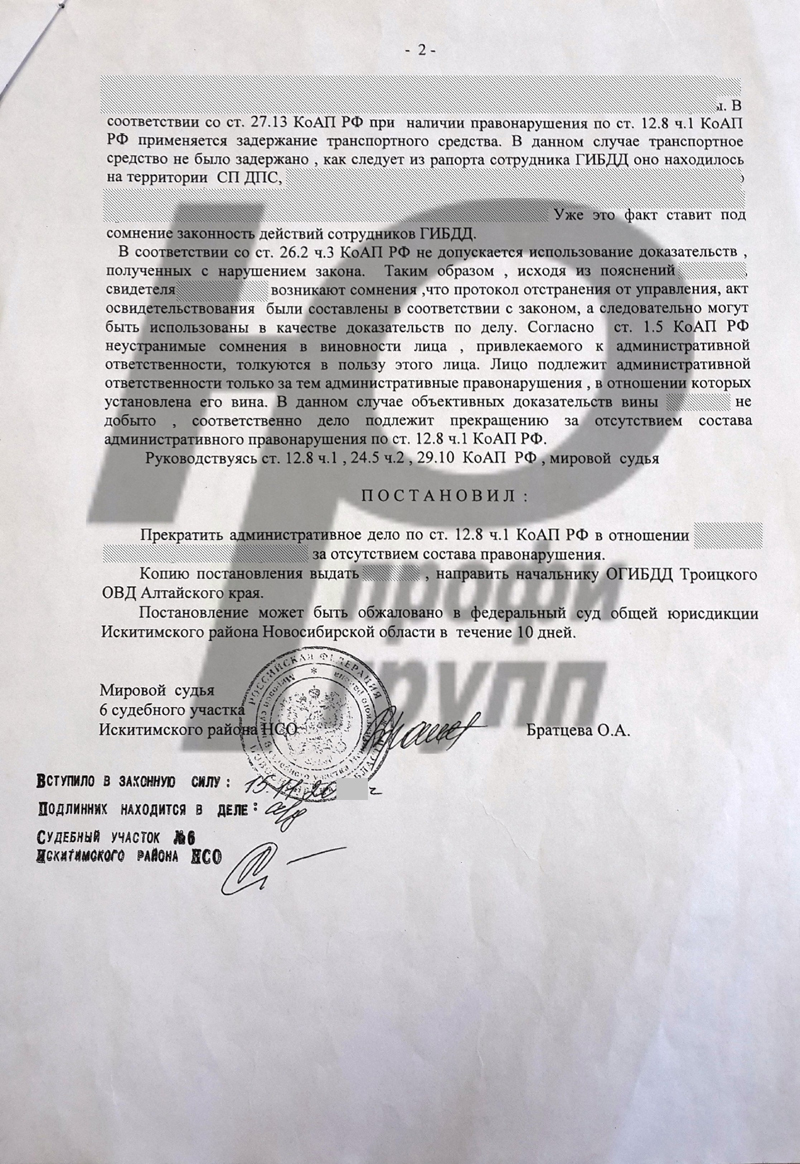 - 2 -
. В
соответствии со ст. 27.13 КоАП РФ при наличии правонарушения по ст. 12.8 ч.1 КоАП
РФ применяется задержание транспортного средства. В данном случае транспортное
средство не было задержано , как следует из рапорта сотрудника ГИБДД оно находилось
на территории СП ДПС,
Уже это факт ставит под
сомнение законность действий сотрудников ГИБДД.
В соответствии со ст. 26.2 ч.3 КоАП РФ не допускается использование доказательств ,
полученных с нарушением закона. Таким образом , исходя из пояснений ,
свидетеля возникают сомнения ,что протокол отстранения от управления, акт
освидетельствования были составлены в соответствии с законом, а следовательно могут
быть использованы в качестве доказательств по делу. Согласно ст. 1.5 КоАП РФ
неустранимые сомнения в виновности лица , привлекаемого к административной
ответственности, толкуются в пользу этого лица. Лицо подлежит административной
ответственности только за тем административные правонарушения , в отношении которых
установлена его вина. В данном случае объективных доказательств вины не
добыто , соответственно дело подлежит прекращению за отсутствием состава
административного правонарушения по ст. 12.8 ч.1 КоАП РФ.
Руководствуясь ст. 12.8 ч.1 , 24.5 ч.2 , 29.10 КоАП РФ , мировой судья
П О С Т А Н О В И Л :
Прекратить административное дело по ст. 12.8 ч.1 КоАП РФ в отношении
за отсутствием состава правонарушения.
Копию постановления выдать , направить начальнику ОГИБДД Троицкого
ОВД Алтайского края.
Постановление может быть обжаловано в федеральный суд общей юрисдикции
Искитимского района Новосибирской области в течение 10 дней.
профи
групп
Мировой судья
6 судебного участка
Искитимского района НСО Братцева О.А.
РОССИЙСКАЯ ФЕДЕРАЦИЯ
Вступило в законную силу :
Подлинник находится в деле :
Судебный участок №6
Искитимского района НСО